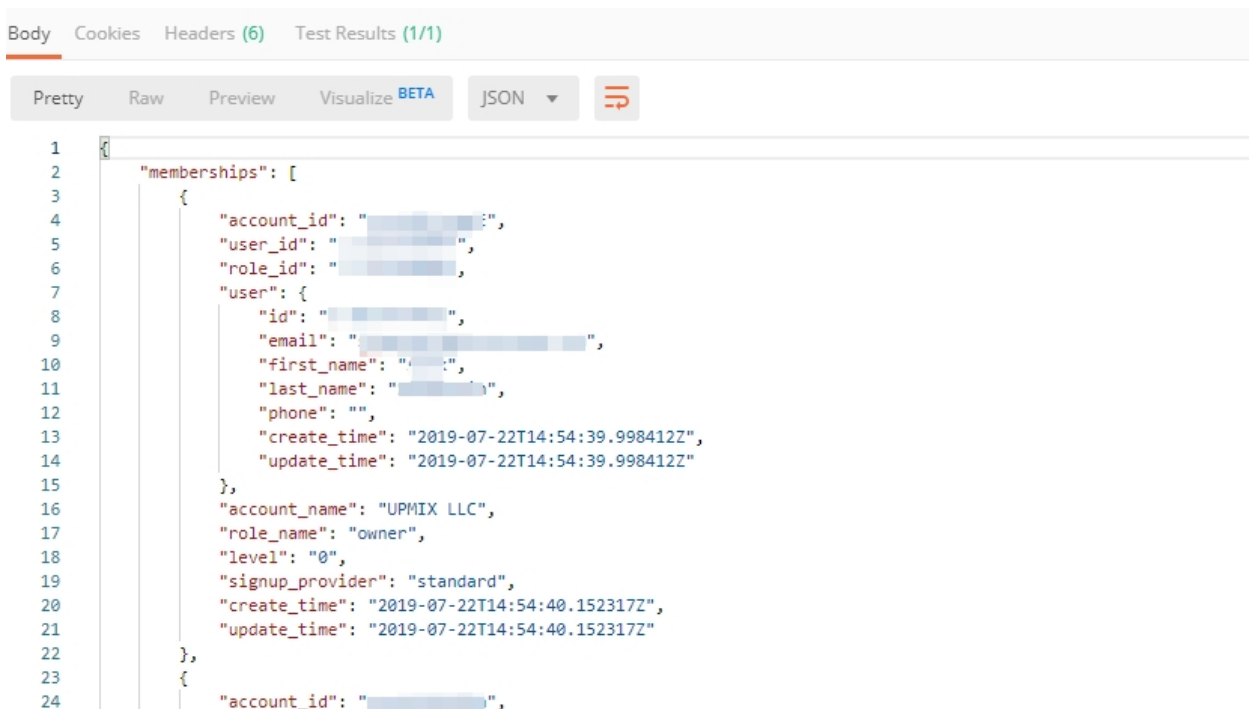 Body Cookies Headers (6) Test Results (1/1)
Pretty Raw Preview Visualize BETA JSON
1 {
2 "memberships": [
3 {
4 "account_id": "",
5 "user_id": "",
6 "role_id": ",
7 "user": {
8 "id": "",
9 "email": "",
10 "first_name": "",
11 "last_name": "",
12 "phone": "",
13 "create_time": "2019-07-22T14:54:39.998412Z",
14 "update_time": "2019-07-22T14:54:39.998412Z"
15 },
16 "account_name": "UPMIX LLC",
17 "role_name": "owner",
18 "level": "0",
19 "signup_provider": "standard",
20 "create_time": "2019-07-22T14:54:40.152317Z",
21 "update_time": "2019-07-22T14:54:40.152317Z"
22 },
23 {
24 "account_id": "",